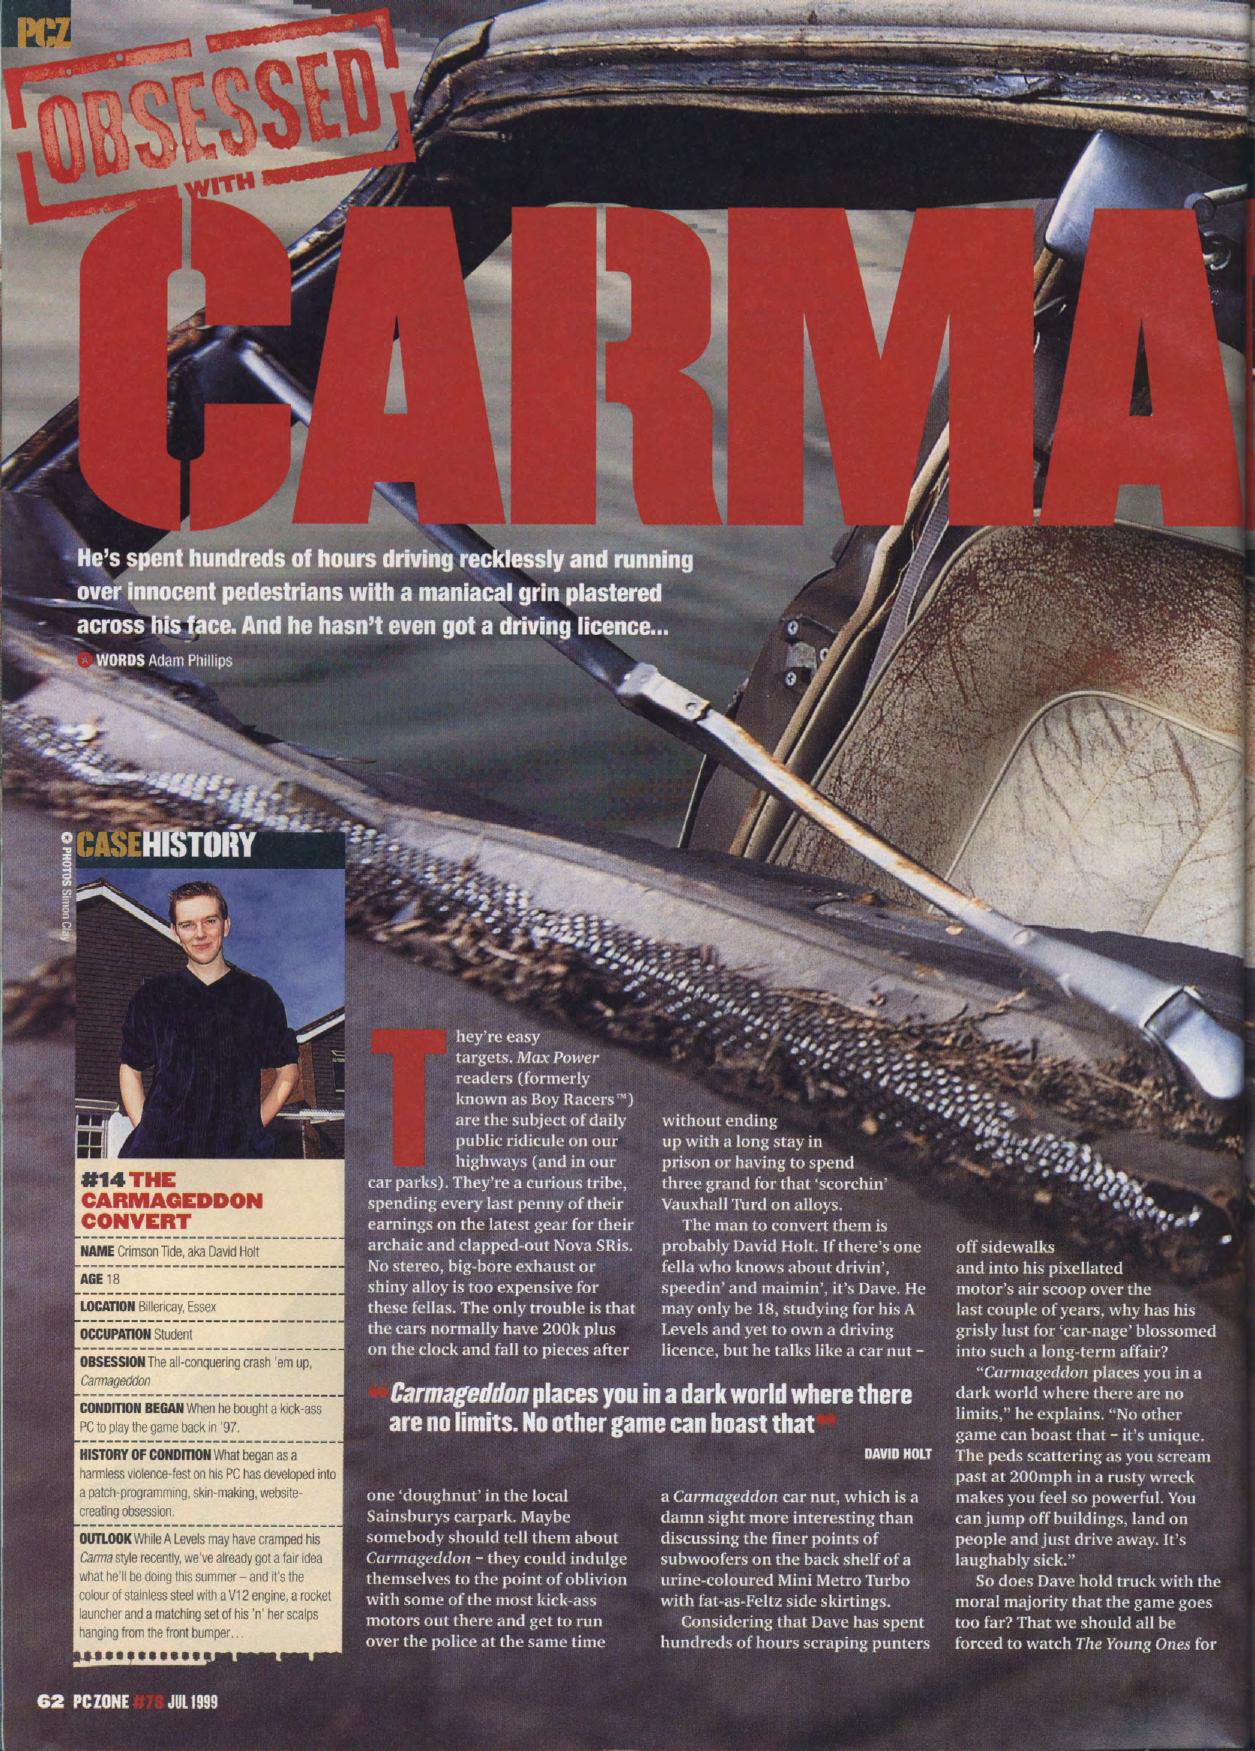 PCZ
OBSESSED
WITH
CARMA
He's spent hundreds of hours driving recklessly and running
over innocent pedestrians with a maniacal grin plastered
across his face. And he hasn't even got a driving licence...
WORDS Adam Phillips
PHOTOS Simon Clay
CASEHISTORY
#14 THE
CARMAGEDDON
CONVERT
NAME Crimson Tide, aka David Holt
AGE 18
LOCATION Billericay, Essex
OCCUPATION Student
OBSESSION The all-conquering crash 'em up,
Carmageddon
CONDITION BEGAN When he bought a kick-ass
PC to play the game back in '97.
HISTORY OF CONDITION What began as a
harmless violence-fest on his PC has developed into
a patch-programming, skin-making, website-
creating obsession.
OUTLOOK While A Levels may have cramped his
Carma style recently, we've already got a fair idea
what he'll be doing this summer – and it's the
colour of stainless steel with a V12 engine, a rocket
launcher and a matching set of his 'n' her scalps
hanging from the front bumper...
They're easy
targets. Max Power
readers (formerly
known as Boy Racers™)
are the subject of daily
public ridicule on our
highways (and in our
car parks). They're a curious tribe,
spending every last penny of their
earnings on the latest gear for their
archaic and clapped-out Nova SRis.
No stereo, big-bore exhaust or
shiny alloy is too expensive for
these fellas. The only trouble is that
the cars normally have 200k plus
on the clock and fall to pieces after
one 'doughnut' in the local
Sainsburys carpark. Maybe
somebody should tell them about
Carmageddon – they could indulge
themselves to the point of oblivion
with some of the most kick-ass
motors out there and get to run
over the police at the same time
without ending
up with a long stay in
prison or having to spend
three grand for that 'scorchin'
Vauxhall Turd on alloys.
The man to convert them is
probably David Holt. If there's one
fella who knows about drivin',
speedin' and maimin', it's Dave. He
may only be 18, studying for his A
Levels and yet to own a driving
licence, but he talks like a car nut –
"Carmageddon places you in a dark world where there
are no limits. No other game can boast that"
DAVID HOLT
a Carmageddon car nut, which is a
damn sight more interesting than
discussing the finer points of
subwoofers on the back shelf of a
urine-coloured Mini Metro Turbo
with fat-as-Feltz side skirtings.
Considering that Dave has spent
hundreds of hours scraping punters
off sidewalks
and into his pixellated
motor's air scoop over the
last couple of years, why has his
grisly lust for 'car-nage' blossomed
into such a long-term affair?
"Carmageddon places you in a
dark world where there are no
limits," he explains. "No other
game can boast that – it's unique.
The peds scattering as you scream
past at 200mph in a rusty wreck
makes you feel so powerful. You
can jump off buildings, land on
people and just drive away. It's
laughably sick."
So does Dave hold truck with the
moral majority that the game goes
too far? That we should all be
forced to watch The Young Ones for
62 PCZONE #78 JUL 1999